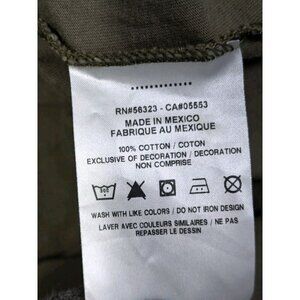 RN#56323 - CA#05553
MADE IN MEXICO
FABRIQUE AU MEXIQUE
100% COTTON / COTON
EXCLUSIVE OF DECORATION / DECORATION
NON COMPRISE
WASH WITH LIKE COLORS / DO NOT IRON DESIGN
LAVER AVEC COULEURS SIMILAIRES / NE PAS
REPASSER LE DESSIN